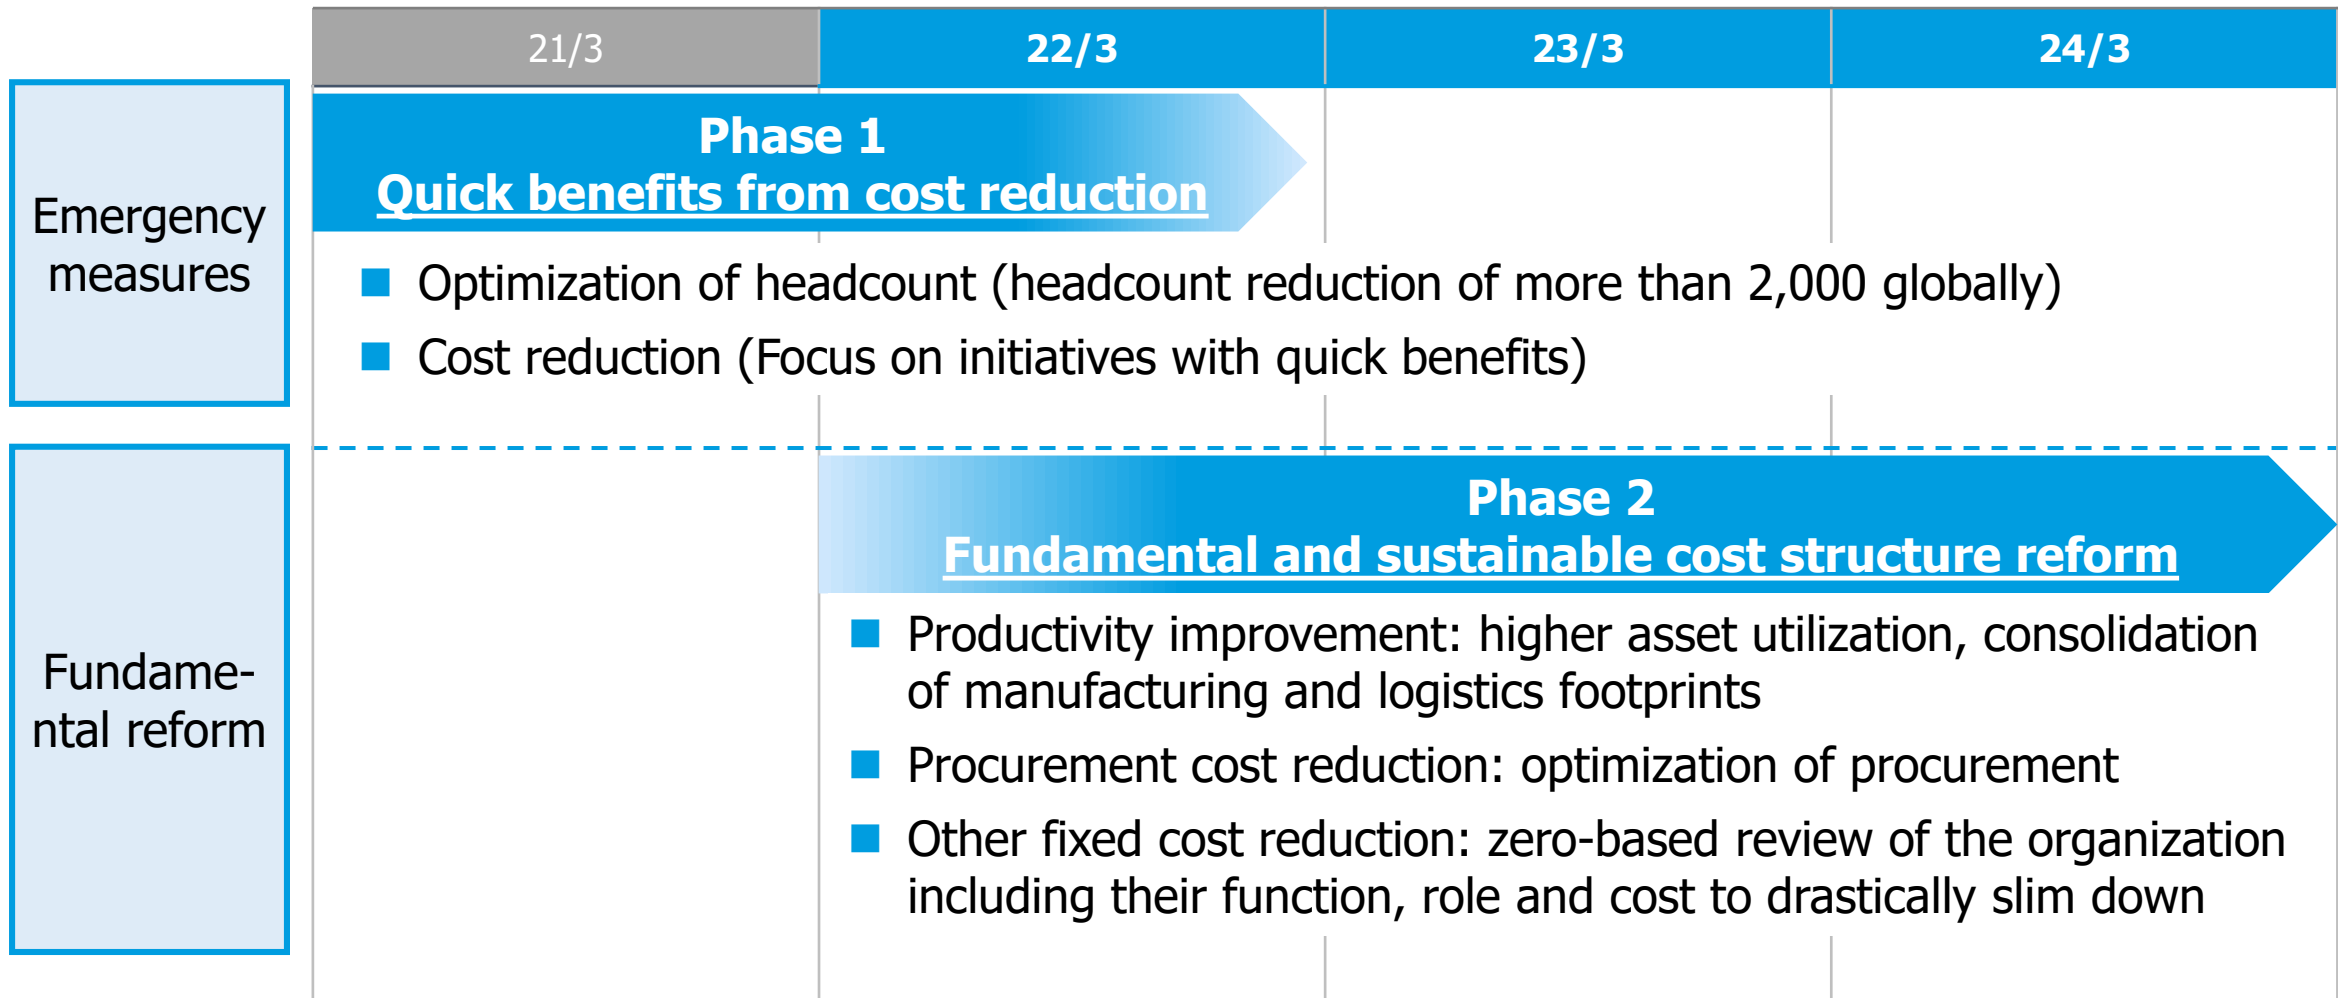 21/3
22/3
23/3
24/3
Emergency
measures
Phase 1
Quick benefits from cost reduction
Optimization of headcount (headcount reduction of more than 2,000 globally)
Cost reduction (Focus on initiatives with quick benefits)
Fundame-
ntal reform
Phase 2
Fundamental and sustainable cost structure reform
Productivity improvement: higher asset utilization, consolidation
of manufacturing and logistics footprints
Procurement cost reduction: optimization of procurement
Other fixed cost reduction: zero-based review of the organization
including their function, role and cost to drastically slim down